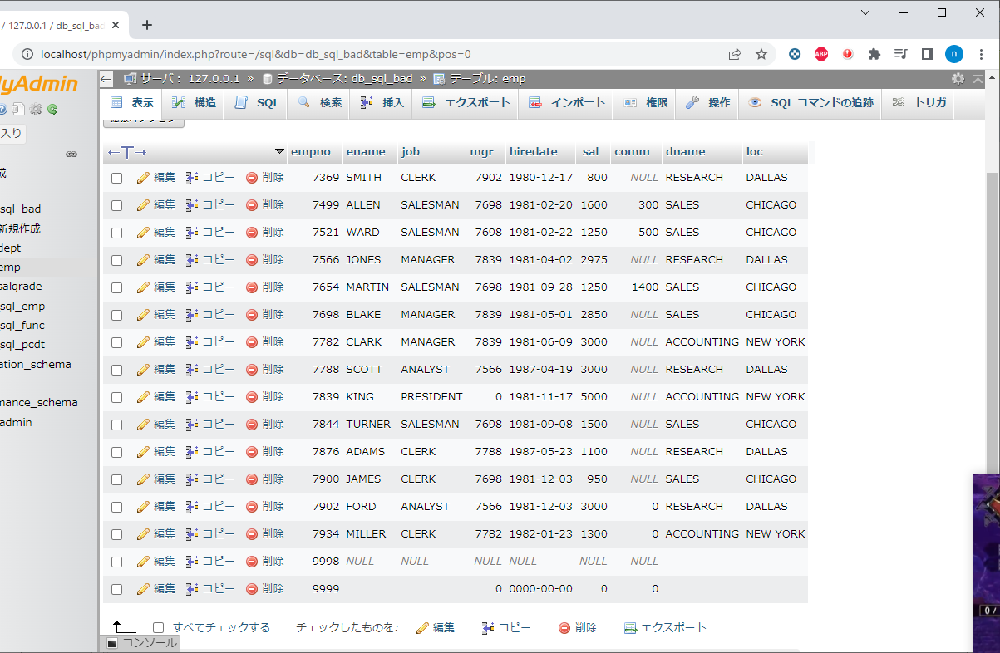 / 127.0.0.1 / db_sql_bad
localhost/phpmyadmin/index.php?route=/sql&db=db_sql_bad&table=emp&pos=0
ABP
n
MyAdmin
サーバ: 127.0.0.1 » データベース: db_sql_bad » テーブル: emp
表示 構造 SQL 検索 挿入 エクスポート インポート 権限 操作 SQL コマンドの追跡 トリガ
入り
成
sql_bad
新規作成
dept
emp
salgrade
sql_emp
sql_func
sql_pcdt
ation_schema
mance_schema
admin
拡張オプション
←T→ empno ename job mgr hiredate sal comm dname loc
編集 コピー 削除 7369 SMITH CLERK 7902 1980-12-17 800 NULL RESEARCH DALLAS
編集 コピー 削除 7499 ALLEN SALESMAN 7698 1981-02-20 1600 300 SALES CHICAGO
編集 コピー 削除 7521 WARD SALESMAN 7698 1981-02-22 1250 500 SALES CHICAGO
編集 コピー 削除 7566 JONES MANAGER 7839 1981-04-02 2975 NULL RESEARCH DALLAS
編集 コピー 削除 7654 MARTIN SALESMAN 7698 1981-09-28 1250 1400 SALES CHICAGO
編集 コピー 削除 7698 BLAKE MANAGER 7839 1981-05-01 2850 NULL SALES CHICAGO
編集 コピー 削除 7782 CLARK MANAGER 7839 1981-06-09 3000 NULL ACCOUNTING NEW YORK
編集 コピー 削除 7788 SCOTT ANALYST 7566 1987-04-19 3000 NULL RESEARCH DALLAS
編集 コピー 削除 7839 KING PRESIDENT 0 1981-11-17 5000 NULL ACCOUNTING NEW YORK
編集 コピー 削除 7844 TURNER SALESMAN 7698 1981-09-08 1500 NULL SALES CHICAGO
編集 コピー 削除 7876 ADAMS CLERK 7788 1987-05-23 1100 NULL RESEARCH DALLAS
編集 コピー 削除 7900 JAMES CLERK 7698 1981-12-03 950 NULL SALES CHICAGO
編集 コピー 削除 7902 FORD ANALYST 7566 1981-12-03 3000 0 RESEARCH DALLAS
編集 コピー 削除 7934 MILLER CLERK 7782 1982-01-23 1300 0 ACCOUNTING NEW YORK
編集 コピー 削除 9998 NULL NULL NULL NULL NULL NULL
編集 コピー 削除 9999 0 0000-00-00 0 0
すべてチェックする チェックしたものを: 編集 コピー 削除 エクスポート
コンソール
0 /